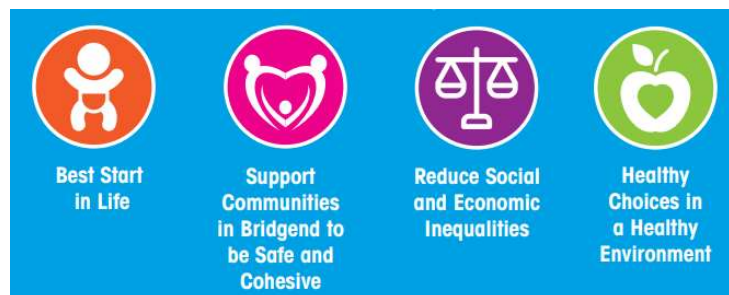 Best Start
in Life
Support
Communities
in Bridgend to
be Safe and
Cohesive
Reduce Social
and Economic
Inequalities
Healthy
Choices in
a Healthy
Environment